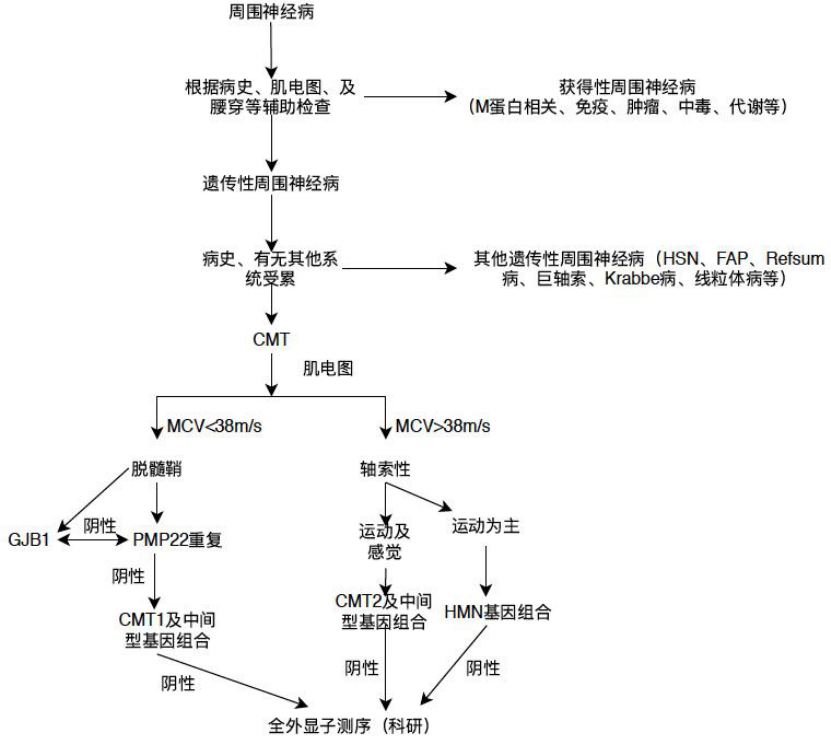 周围神经病
根据病史、肌电图、及
腰穿等辅助检查
获得性周围神经病
（M蛋白相关、免疫、肿瘤、中毒、代谢等）
遗传性周围神经病
病史、有无其他系
统受累
其他遗传性周围神经病（HSN、FAP、Refsum
病、巨轴索、Krabbe病、线粒体病等）
CMT
肌电图
MCV<38m/s
MCV>38m/s
脱髓鞘
轴索性
GJB1
阴性
PMP22重复
运动及
感觉
运动为主
阴性
CMT1及中间
型基因组合
CMT2及中间
型基因组合
HMN基因组合
阴性
阴性
阴性
全外显子测序（科研）